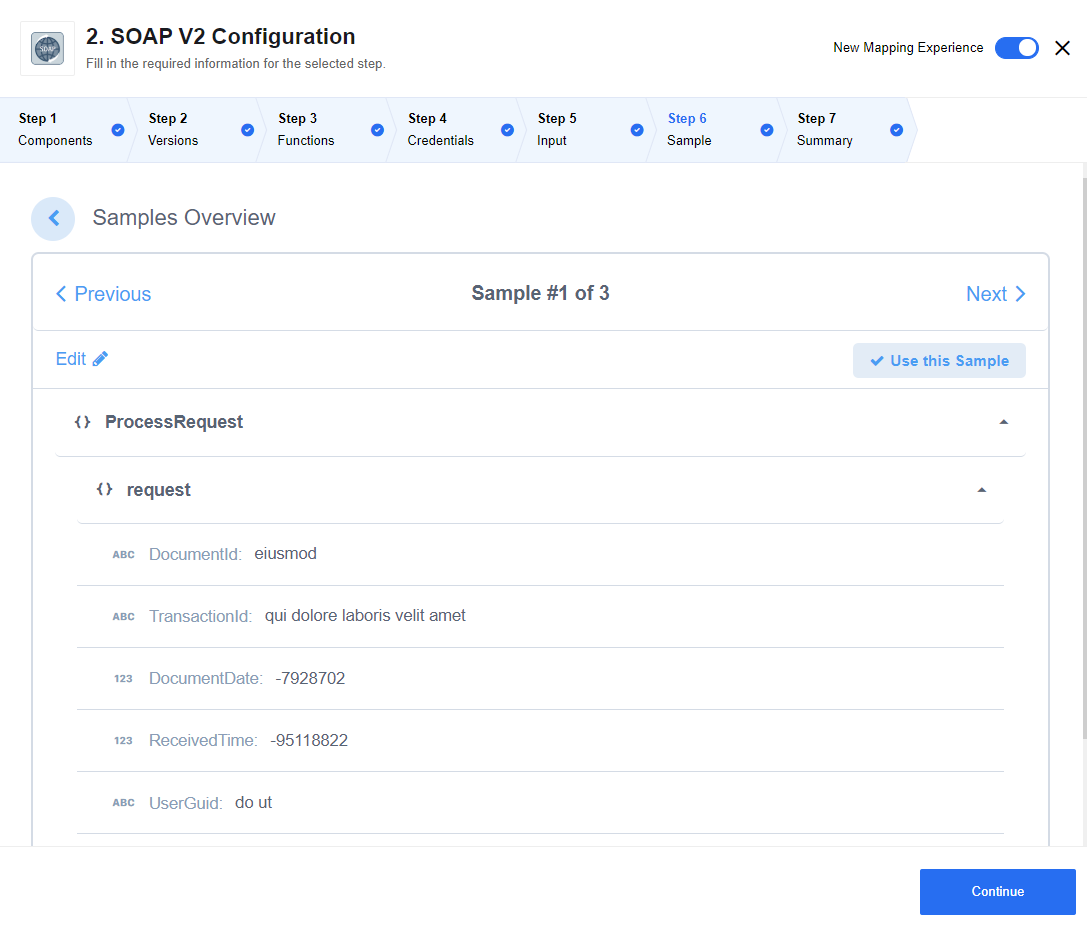 SOAP
2. SOAP V2 Configuration
Fill in the required information for the selected step.
New Mapping Experience
Step 1
Components
Step 2
Versions
Step 3
Functions
Step 4
Credentials
Step 5
Input
Step 6
Sample
Step 7
Summary
Samples Overview
Previous
Sample #1 of 3
Next
Edit
Use this Sample
{} ProcessRequest
{} request
ABC DocumentId: eiusmod
ABC TransactionId: qui dolore laboris velit amet
123 DocumentDate: -7928702
123 ReceivedTime: -95118822
ABC UserGuid: do ut
Continue